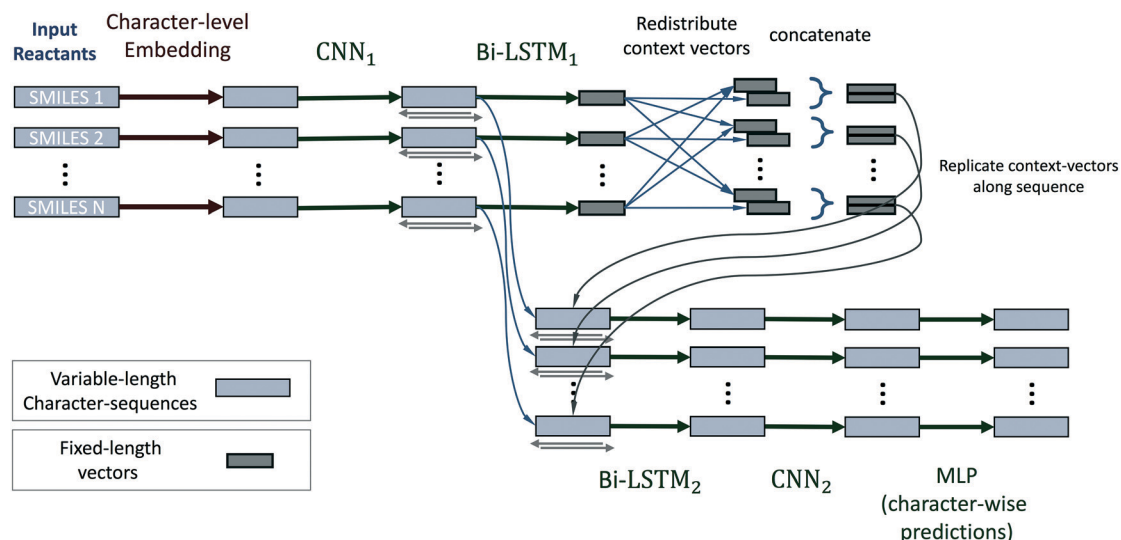 Input
Reactants
Character-level
Embedding
CNN₁
Bi-LSTM₁
Redistribute
context vectors
concatenate
SMILES 1
SMILES 2
SMILES N
Replicate context-vectors
along sequence
Variable-length
Character-sequences
Fixed-length
vectors
Bi-LSTM₂
CNN₂
MLP
(character-wise
predictions)